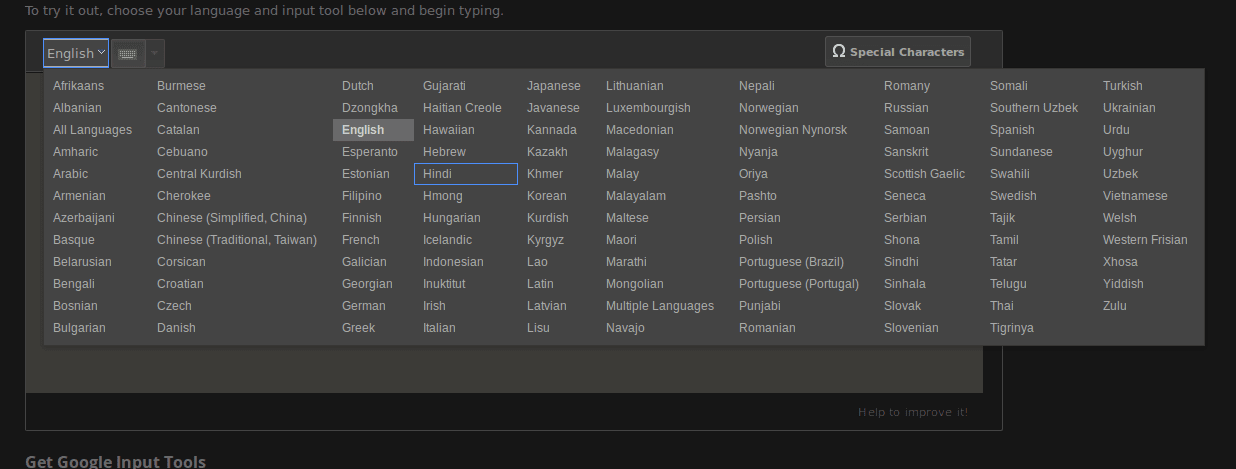 To try it out, choose your language and input tool below and begin typing.
English
Ω Special Characters
Afrikaans Burmese Dutch Gujarati Japanese Lithuanian Nepali Romany Somali Turkish
Albanian Cantonese Dzongkha Haitian Creole Javanese Luxembourgish Norwegian Russian Southern Uzbek Ukrainian
All Languages Catalan English Hawaiian Kannada Macedonian Norwegian Nynorsk Samoan Spanish Urdu
Amharic Cebuano Esperanto Hebrew Kazakh Malagasy Nyanja Sanskrit Sundanese Uyghur
Arabic Central Kurdish Estonian Hindi Khmer Malay Oriya Scottish Gaelic Swahili Uzbek
Armenian Cherokee Filipino Hmong Korean Malayalam Pashto Seneca Swedish Vietnamese
Azerbaijani Chinese (Simplified, China) Finnish Hungarian Kurdish Maltese Persian Serbian Tajik Welsh
Basque Chinese (Traditional, Taiwan) French Icelandic Kyrgyz Maori Polish Shona Tamil Western Frisian
Belarusian Corsican Galician Indonesian Lao Marathi Portuguese (Brazil) Sindhi Tatar Xhosa
Bengali Croatian Georgian Inuktitut Latin Mongolian Portuguese (Portugal) Sinhala Telugu Yiddish
Bosnian Czech German Irish Latvian Multiple Languages Punjabi Slovak Thai Zulu
Bulgarian Danish Greek Italian Lisu Navajo Romanian Slovenian Tigrinya
Help to improve it!
Get Google Input Tools